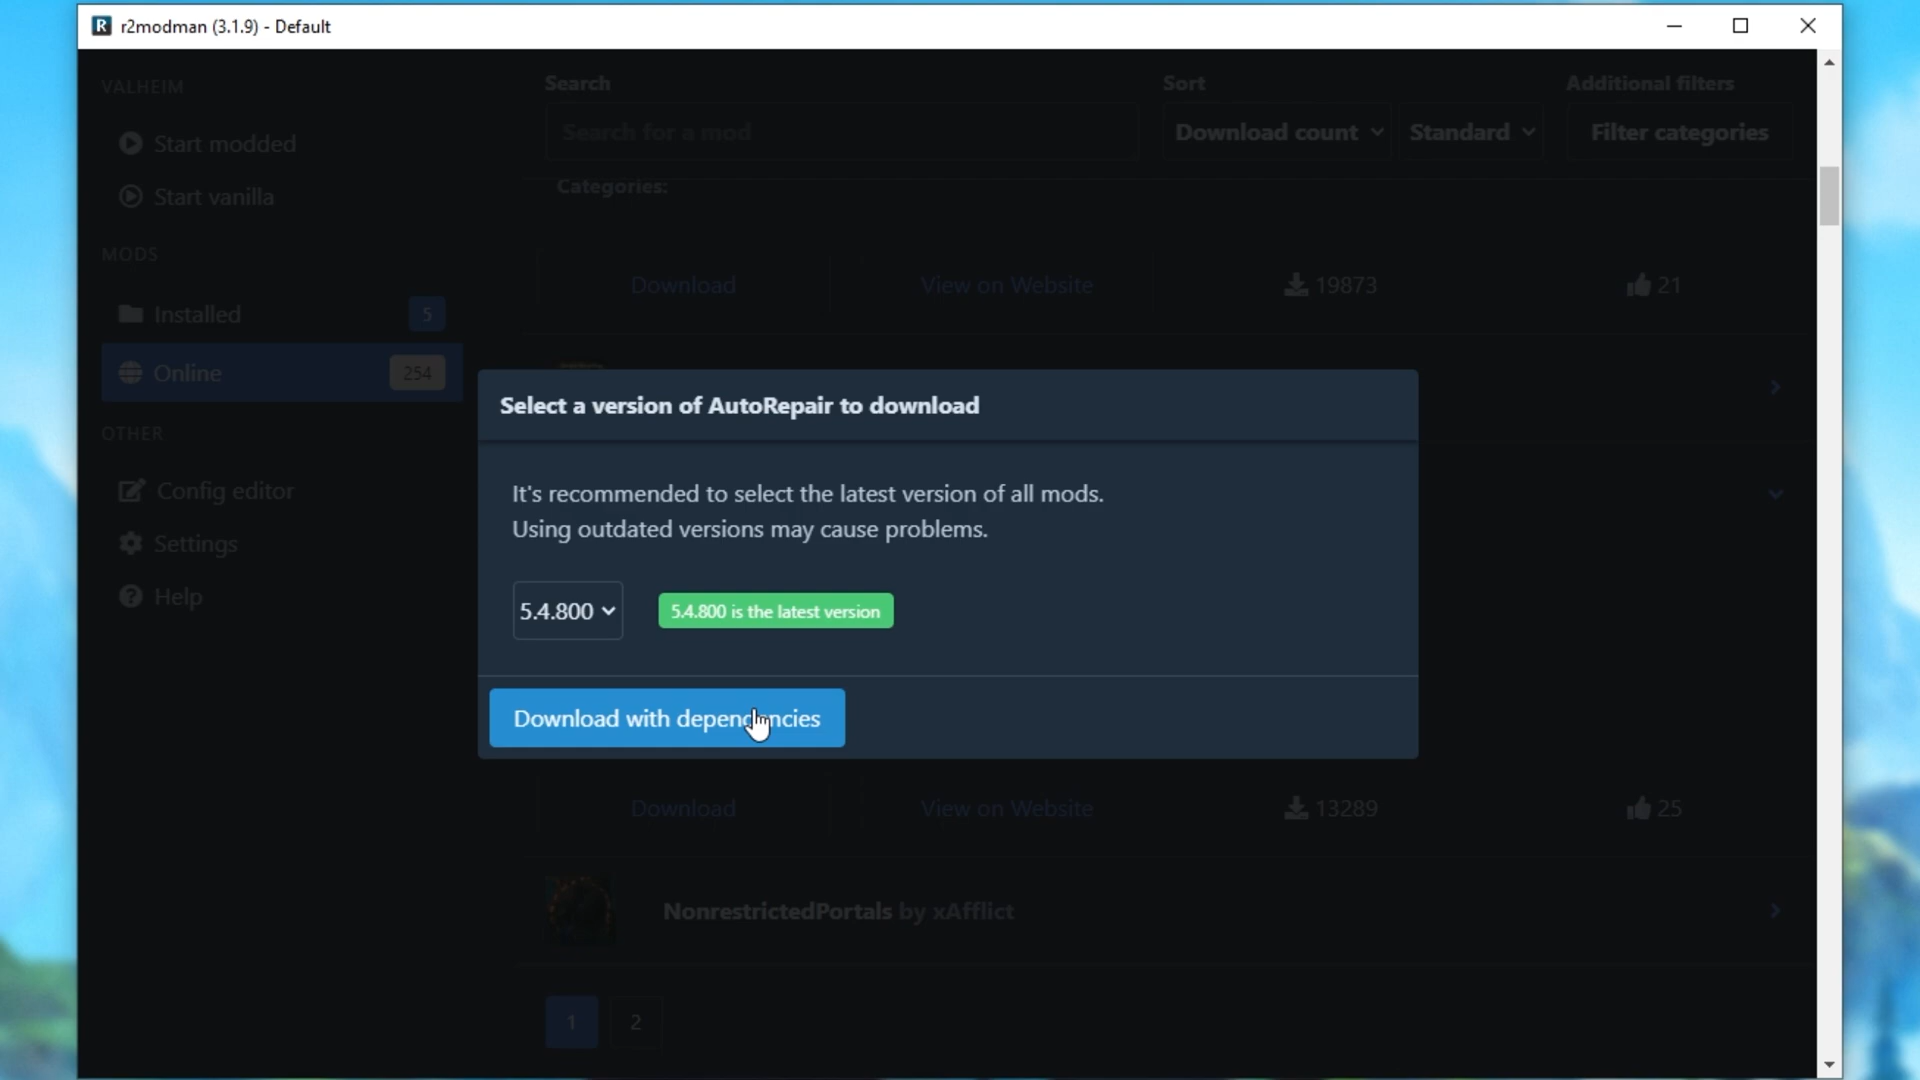 r2modman (3.1.9) - Default
VALHEIM
Start modded
Start vanilla
MODS
Installed 5
Online 254
OTHER
Config editor
Settings
Help
Search
Search for a mod
Sort
Download count
Standard
Additional filters
Filter categories
Categories:
Download View on Website 19873 21
Select a version of AutoRepair to download
It's recommended to select the latest version of all mods.
Using outdated versions may cause problems.
5.4.800 5.4.800 is the latest version
Download with dependencies
Download View on Website 13289 25
NonrestrictedPortals by xAfflict
1 2